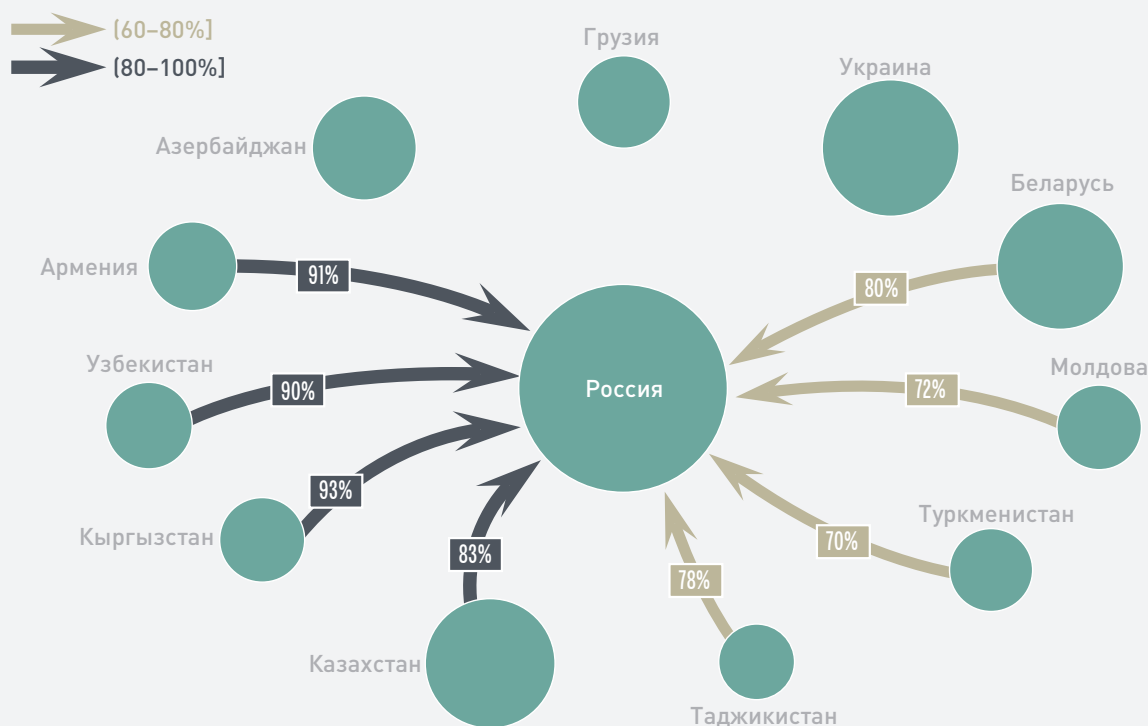 (60–80%]
(80–100%]
Грузия
Украина
Азербайджан
Беларусь
Армения
91%
80%
Узбекистан
90%
Россия
72%
Молдова
93%
Кыргызстан
83%
70%
Туркменистан
78%
Казахстан
Таджикистан